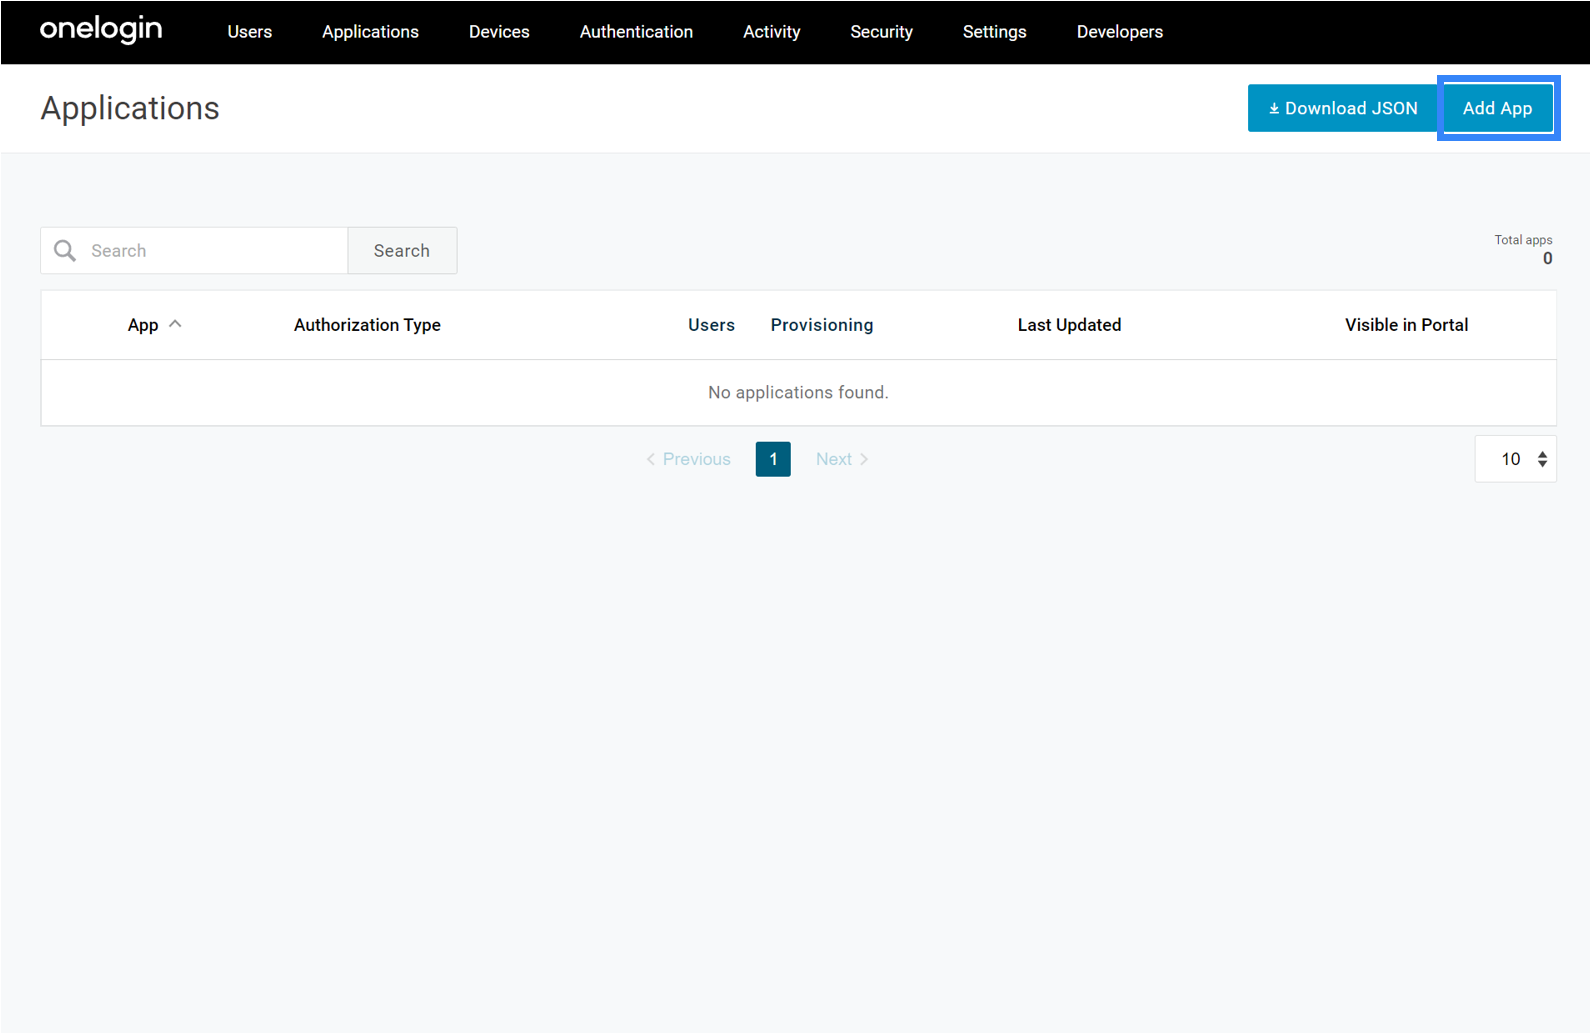 onelogin Users Applications Devices Authentication Activity Security Settings Developers
Applications
Download JSON
Add App
Search
Search
Total apps
0
App Authorization Type Users Provisioning Last Updated Visible in Portal
No applications found.
Previous 1 Next
10